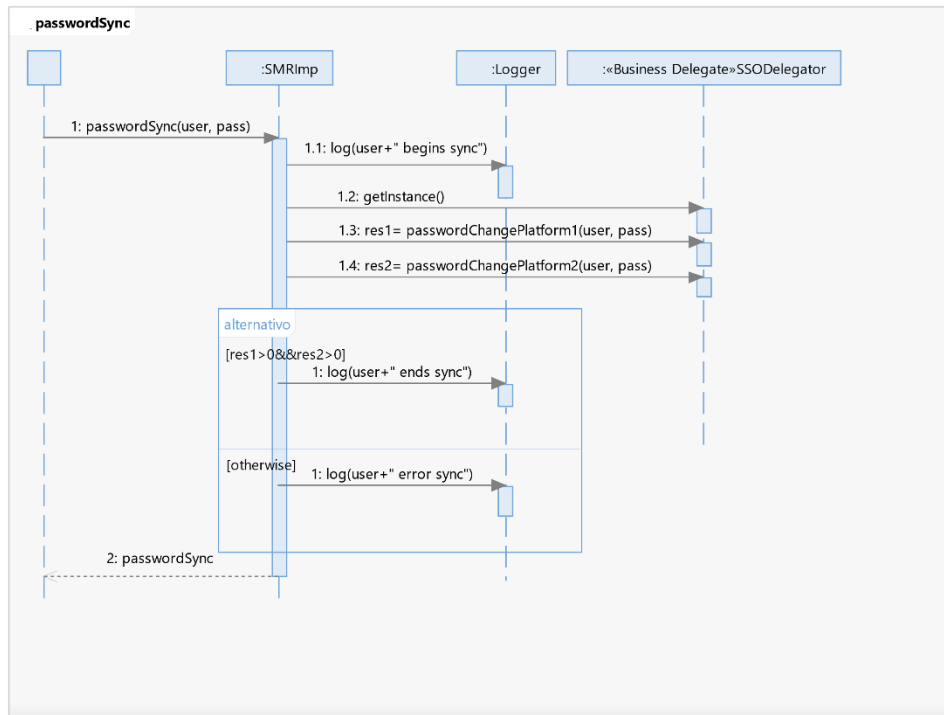 passwordSync
:SMRImp
:Logger
:«Business Delegate»SSODelegator
1: passwordSync(user, pass)
1.1: log(user+" begins sync")
1.2: getInstance()
1.3: res1= passwordChangePlatform1(user, pass)
1.4: res2= passwordChangePlatform2(user, pass)
alternativo
[res1>0&&res2>0]
1: log(user+" ends sync")
[otherwise]
1: log(user+" error sync")
2: passwordSync